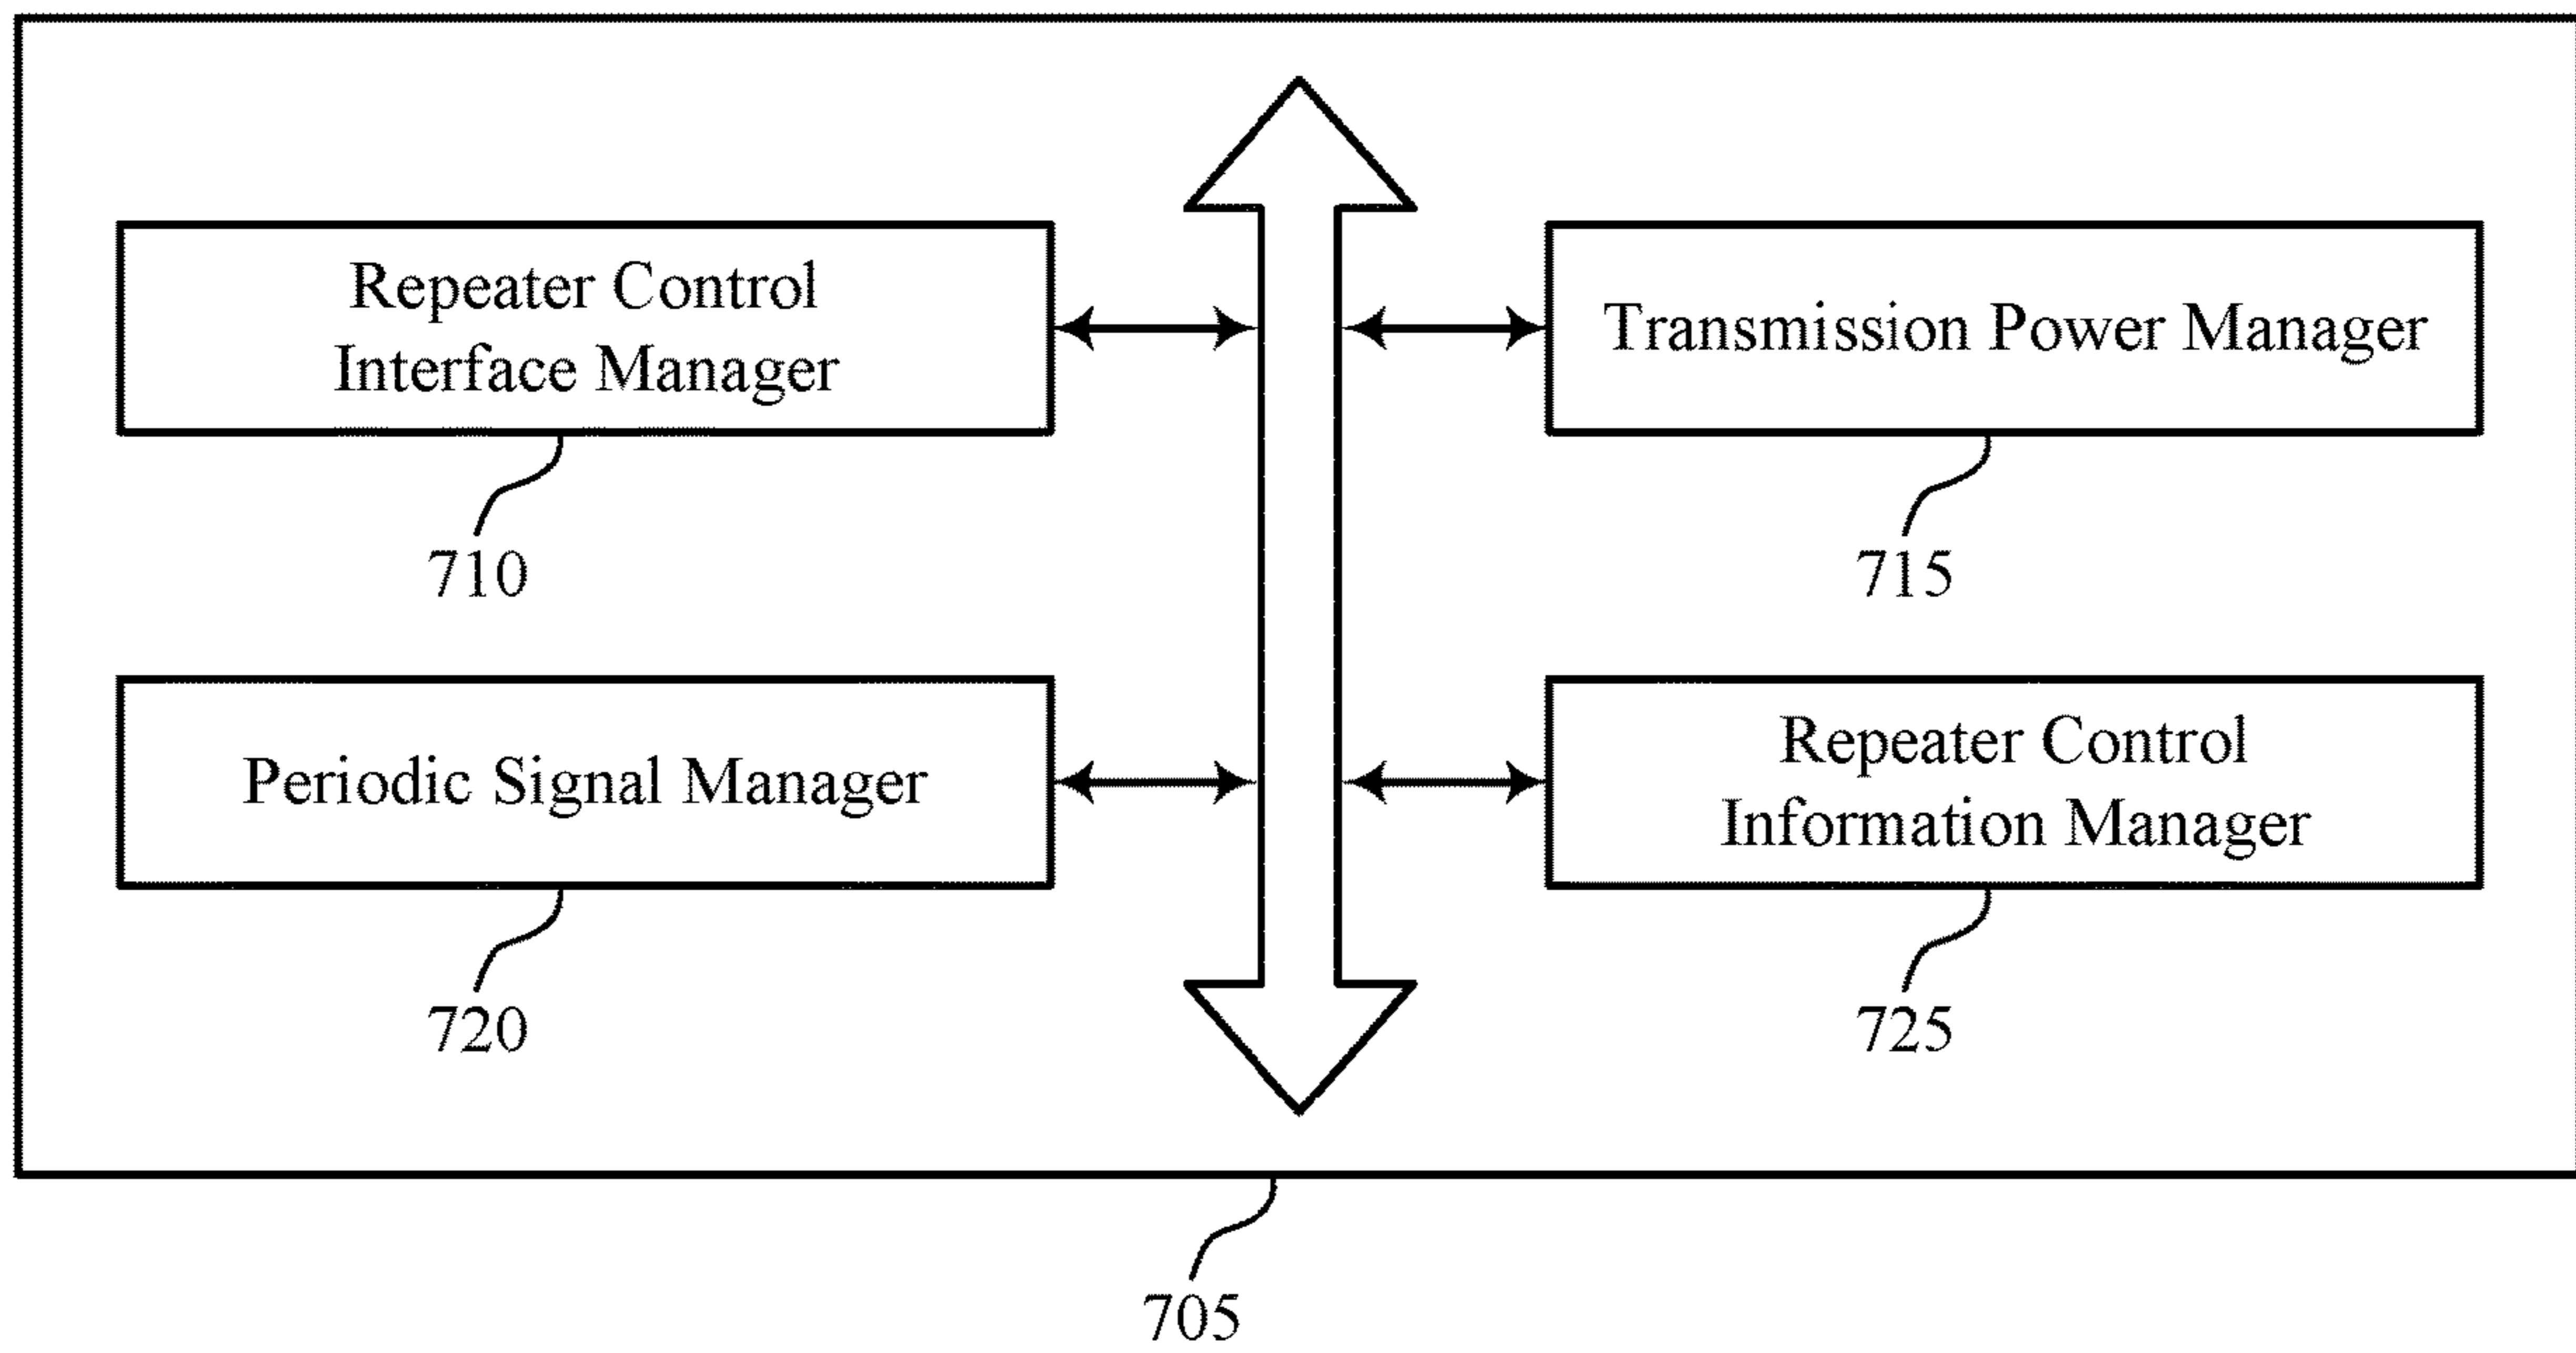 Repeater Control
Interface Manager
710
Transmission Power Manager
715
Periodic Signal Manager
720
Repeater Control
Information Manager
725
705